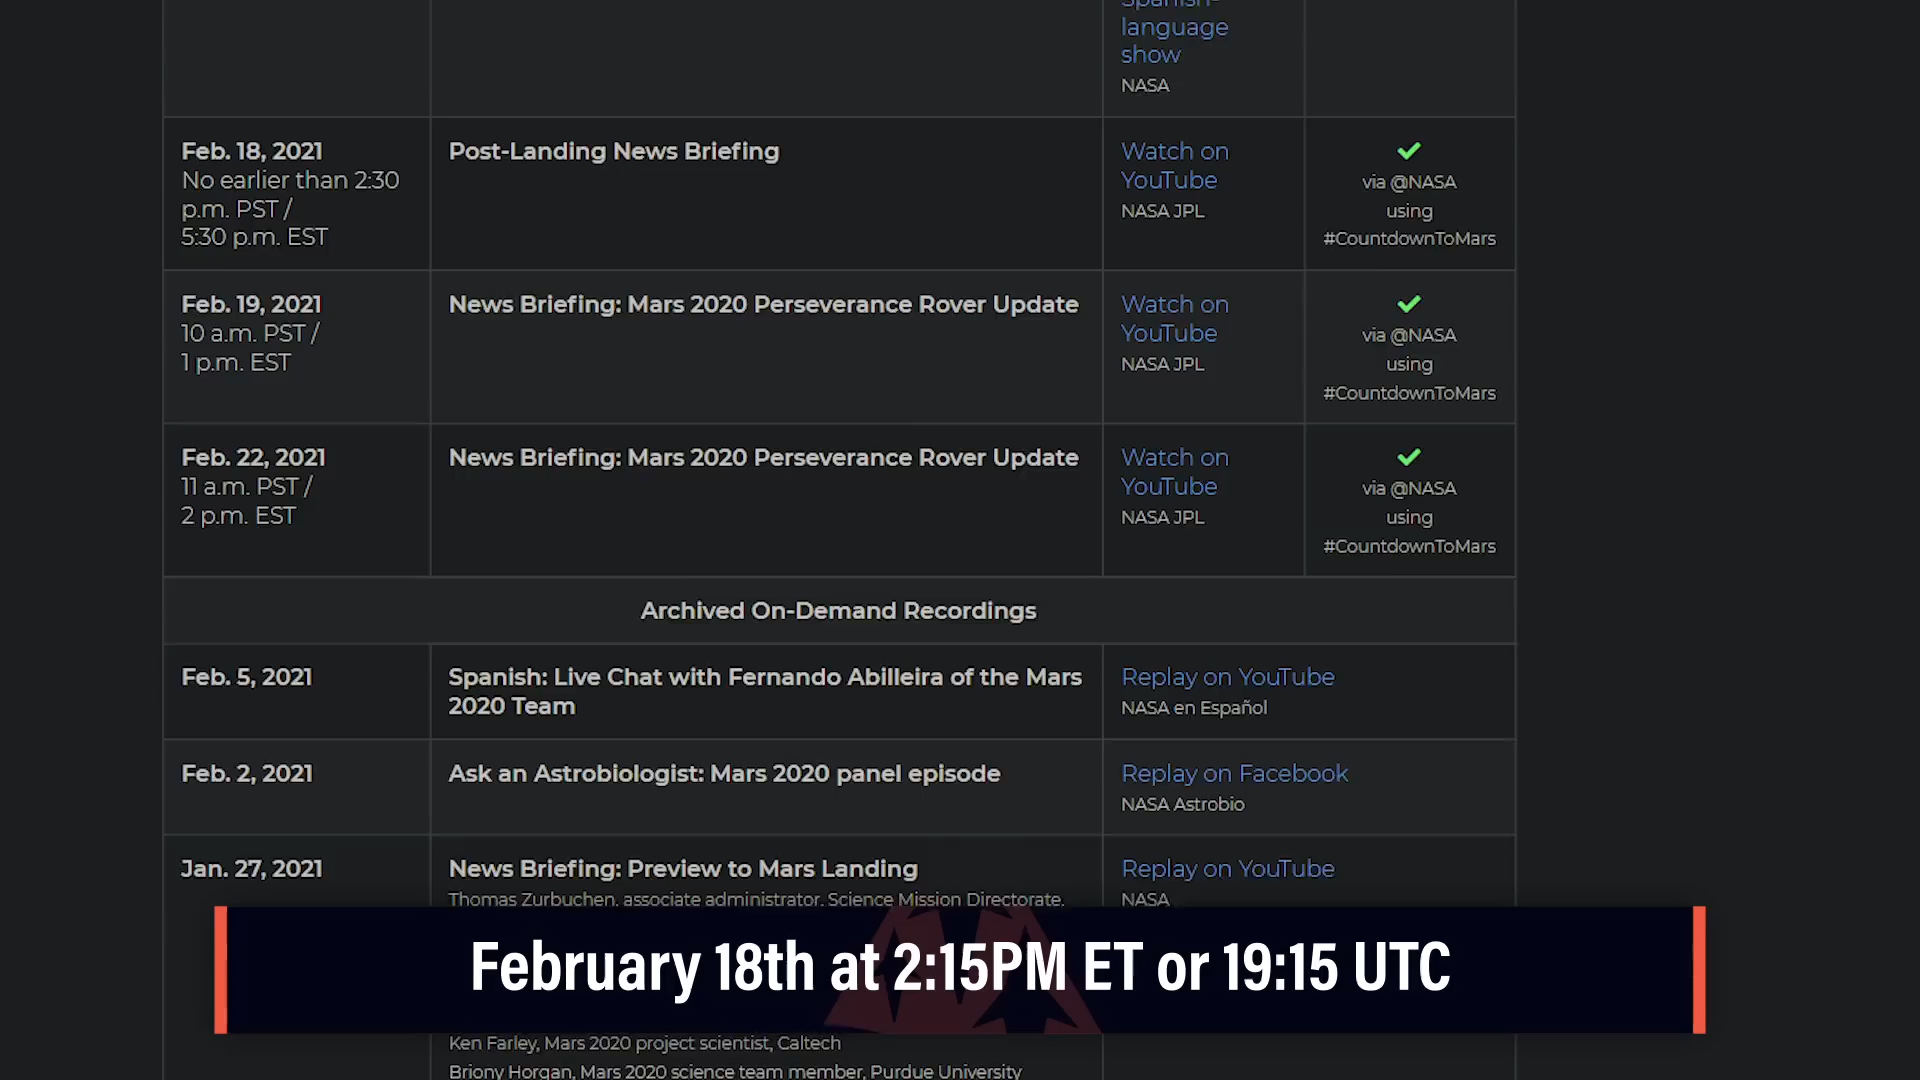 Spanish-
language
show
NASA
Feb. 18, 2021
No earlier than 2:30
p.m. PST /
5:30 p.m. EST
Post-Landing News Briefing
Watch on
YouTube
NASA JPL
via @NASA
using
#CountdownToMars
Feb. 19, 2021
10 a.m. PST /
1 p.m. EST
News Briefing: Mars 2020 Perseverance Rover Update
Watch on
YouTube
NASA JPL
via @NASA
using
#CountdownToMars
Feb. 22, 2021
11 a.m. PST /
2 p.m. EST
News Briefing: Mars 2020 Perseverance Rover Update
Watch on
YouTube
NASA JPL
via @NASA
using
#CountdownToMars
Archived On-Demand Recordings
Feb. 5, 2021
Spanish: Live Chat with Fernando Abilleira of the Mars
2020 Team
Replay on YouTube
NASA en Español
Feb. 2, 2021
Ask an Astrobiologist: Mars 2020 panel episode
Replay on Facebook
NASA Astrobio
Jan. 27, 2021
News Briefing: Preview to Mars Landing
Thomas Zurbuchen, associate administrator, Science Mission Directorate,
Replay on YouTube
NASA
February 18th at 2:15PM ET or 19:15 UTC
Ken Farley, Mars 2020 project scientist, Caltech
Briony Horgan, Mars 2020 science team member, Purdue University